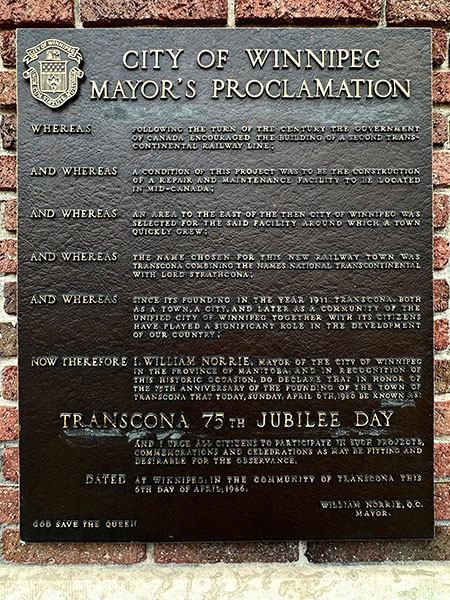 CITY OF WINNIPEG
MAYOR'S PROCLAMATION
WHEREAS FOLLOWING THE TURN OF THE CENTURY THE GOVERNMENT
OF CANADA ENCOURAGED THE BUILDING OF A SECOND TRANS-
CONTINENTAL RAILWAY LINE;
AND WHEREAS A CONDITION OF THIS PROJECT WAS TO BE THE CONSTRUCTION
OF A REPAIR AND MAINTENANCE FACILITY TO BE LOCATED
IN MID-CANADA;
AND WHEREAS AN AREA TO THE EAST OF THE THEN CITY OF WINNIPEG WAS
SELECTED FOR THE SAID FACILITY AROUND WHICH A TOWN
QUICKLY GREW;
AND WHEREAS THE NAME CHOSEN FOR THIS NEW RAILWAY TOWN WAS
TRANSCONA COMBINING THE NAMES NATIONAL TRANSCONTINENTAL
WITH LORD STRATHCONA;
AND WHEREAS SINCE ITS FOUNDING IN THE YEAR 1911 TRANSCONA, BOTH
AS A TOWN, A CITY, AND LATER AS A COMMUNITY OF THE
UNIFIED CITY OF WINNIPEG TOGETHER WITH ITS CITIZENS
HAVE PLAYED A SIGNIFICANT ROLE IN THE DEVELOPMENT
OF OUR COUNTRY;
NOW THEREFORE I, WILLIAM NORRIE, MAYOR OF THE CITY OF WINNIPEG
IN THE PROVINCE OF MANITOBA, AND IN RECOGNITION OF
THIS HISTORIC OCCASION, DO DECLARE THAT IN HONOR OF
THE 75TH ANNIVERSARY OF THE FOUNDING OF THE TOWN OF
TRANSCONA THAT TODAY, SUNDAY, APRIL 6TH, 1986 BE KNOWN AS:
TRANSCONA 75TH JUBILEE DAY
AND I URGE ALL CITIZENS TO PARTICIPATE IN SUCH PROJECTS,
COMMEMORATIONS AND CELEBRATIONS AS MAY BE FITTING AND
DESIRABLE FOR THE OBSERVANCE.
DATED AT WINNIPEG, IN THE COMMUNITY OF TRANSCONA THIS
6TH DAY OF APRIL, 1986.
WILLIAM NORRIE, Q.C.
MAYOR.
GOD SAVE THE QUEEN